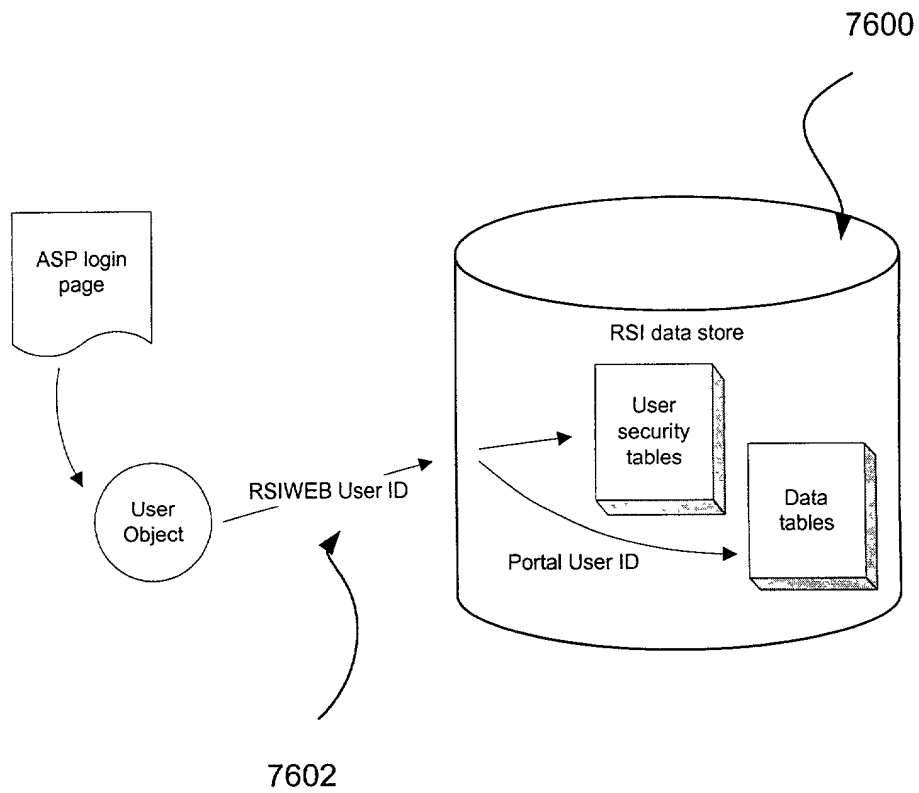 7600
ASP login
page
RSI data store
User
security
tables
RSIWEB User ID
User
Object
Data
tables
Portal User ID
7602